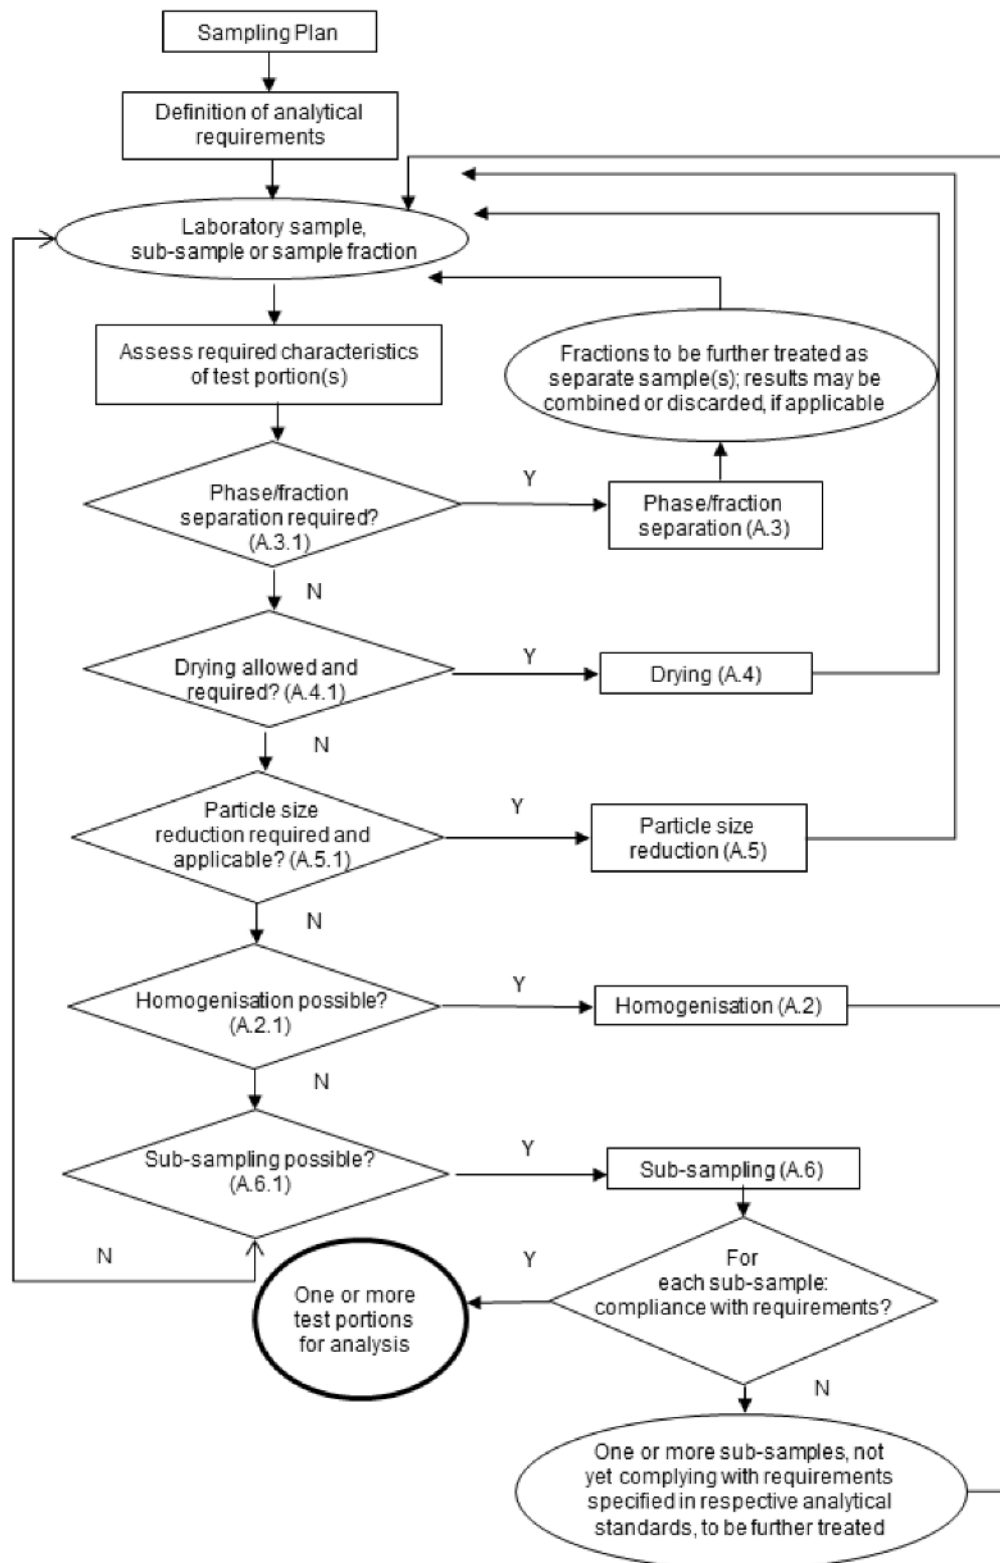 Sampling Plan
Definition of analytical
requirements
Laboratory sample,
sub-sample or sample fraction
Assess required characteristics
of test portion(s)
Fractions to be further treated as
separate sample(s); results may be
combined or discarded, if applicable
Phase/fraction
separation required?
(A.3.1)
Y
Phase/fraction
separation (A.3)
N
Drying allowed and
required? (A.4.1)
Y
Drying (A.4)
N
Particle size
reduction required and
applicable? (A.5.1)
Y
Particle size
reduction (A.5)
N
Homogenisation possible?
(A.2.1)
Y
Homogenisation (A.2)
N
Sub-sampling possible?
(A.6.1)
Y
Sub-sampling (A.6)
N
For
each sub-sample:
compliance with requirements?
Y
One or more
test portions
for analysis
N
One or more sub-samples, not
yet complying with requirements
specified in respective analytical
standards, to be further treated